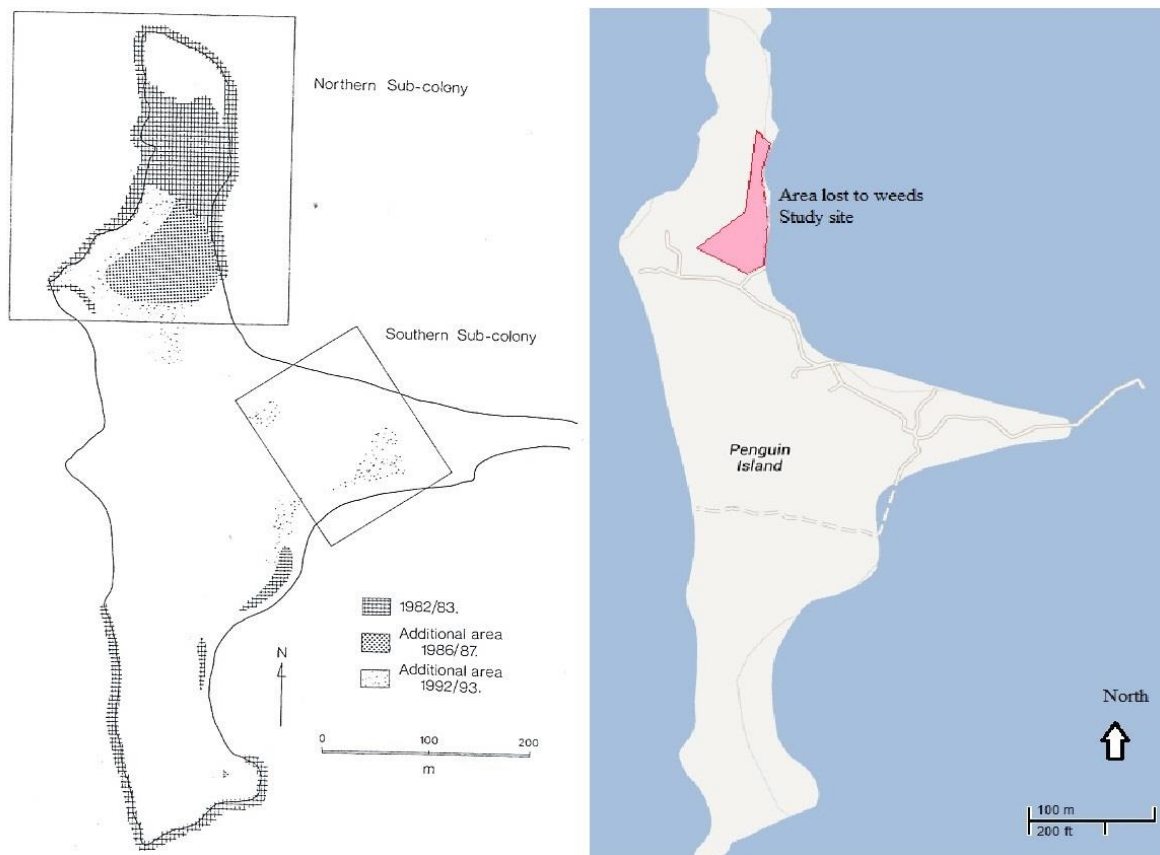 Northern Sub-colony
Southern Sub-colony
1982/83.
Additional area
1986/87.
Additional area
1992/93.
N
0 100 200
m
Area lost to weeds
Study site
Penguin
Island
North
100 m
200 ft